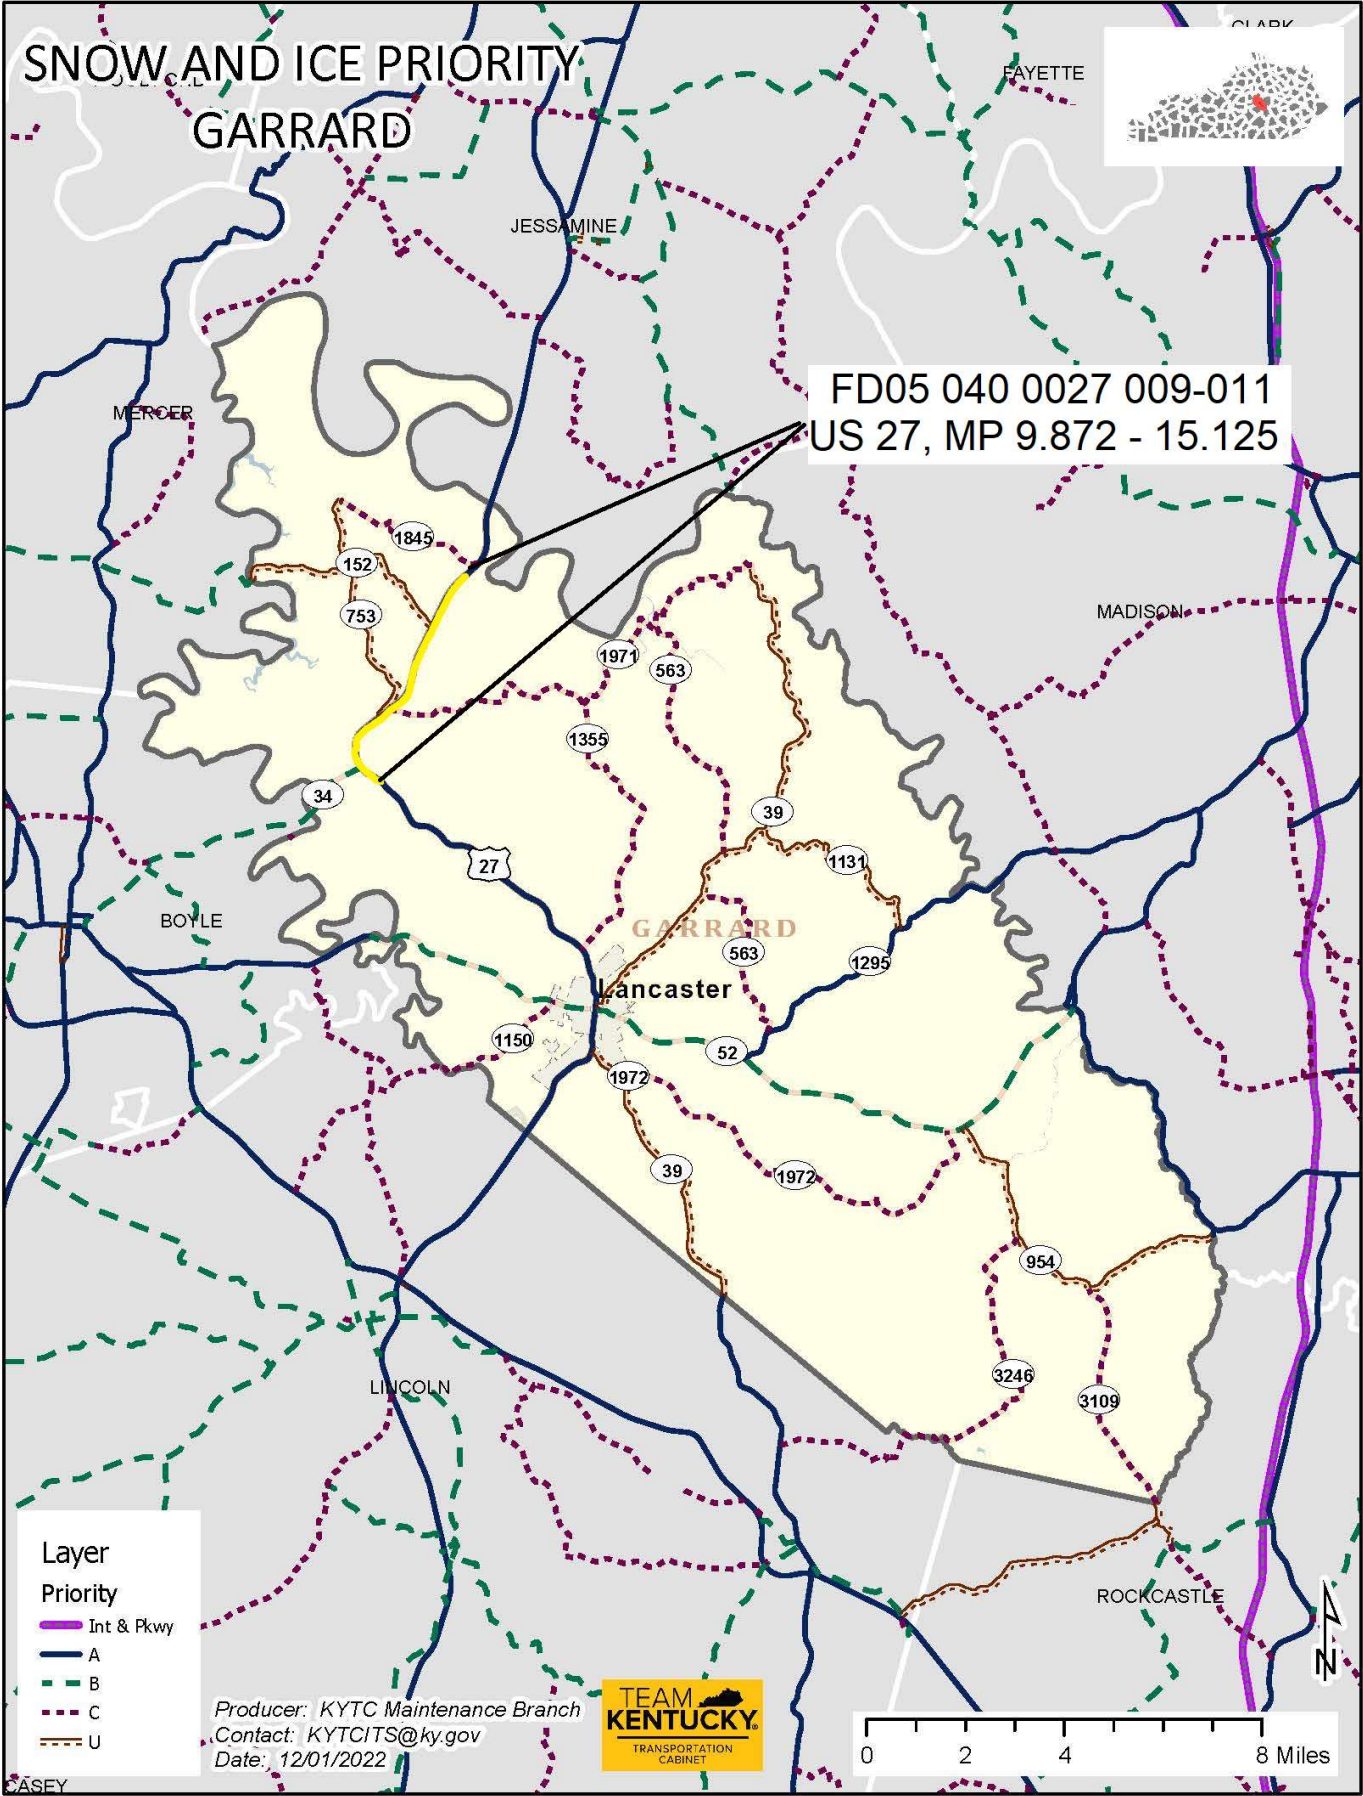 SNOW AND ICE PRIORITY
GARRARD
CLARK
FAYETTE
JESSAMINE
FD05 040 0027 009-011
US 27, MP 9.872 - 15.125
MERCER
1845
152
753
MADISON
1971
563
1355
34
39
27
1131
BOYLE
GARRARD
563
1295
Lancaster
1150
52
1972
39
1972
954
3246
3109
LINCOLN
ROCKCASTLE
Layer
Priority
Int & Pkwy
A
B
C
U
Producer: KYTC Maintenance Branch
Contact: KYTCITS@ky.gov
Date: 12/01/2022
TEAM
KENTUCKY
TRANSPORTATION
CABINET
N
0 2 4 8 Miles
CASEY